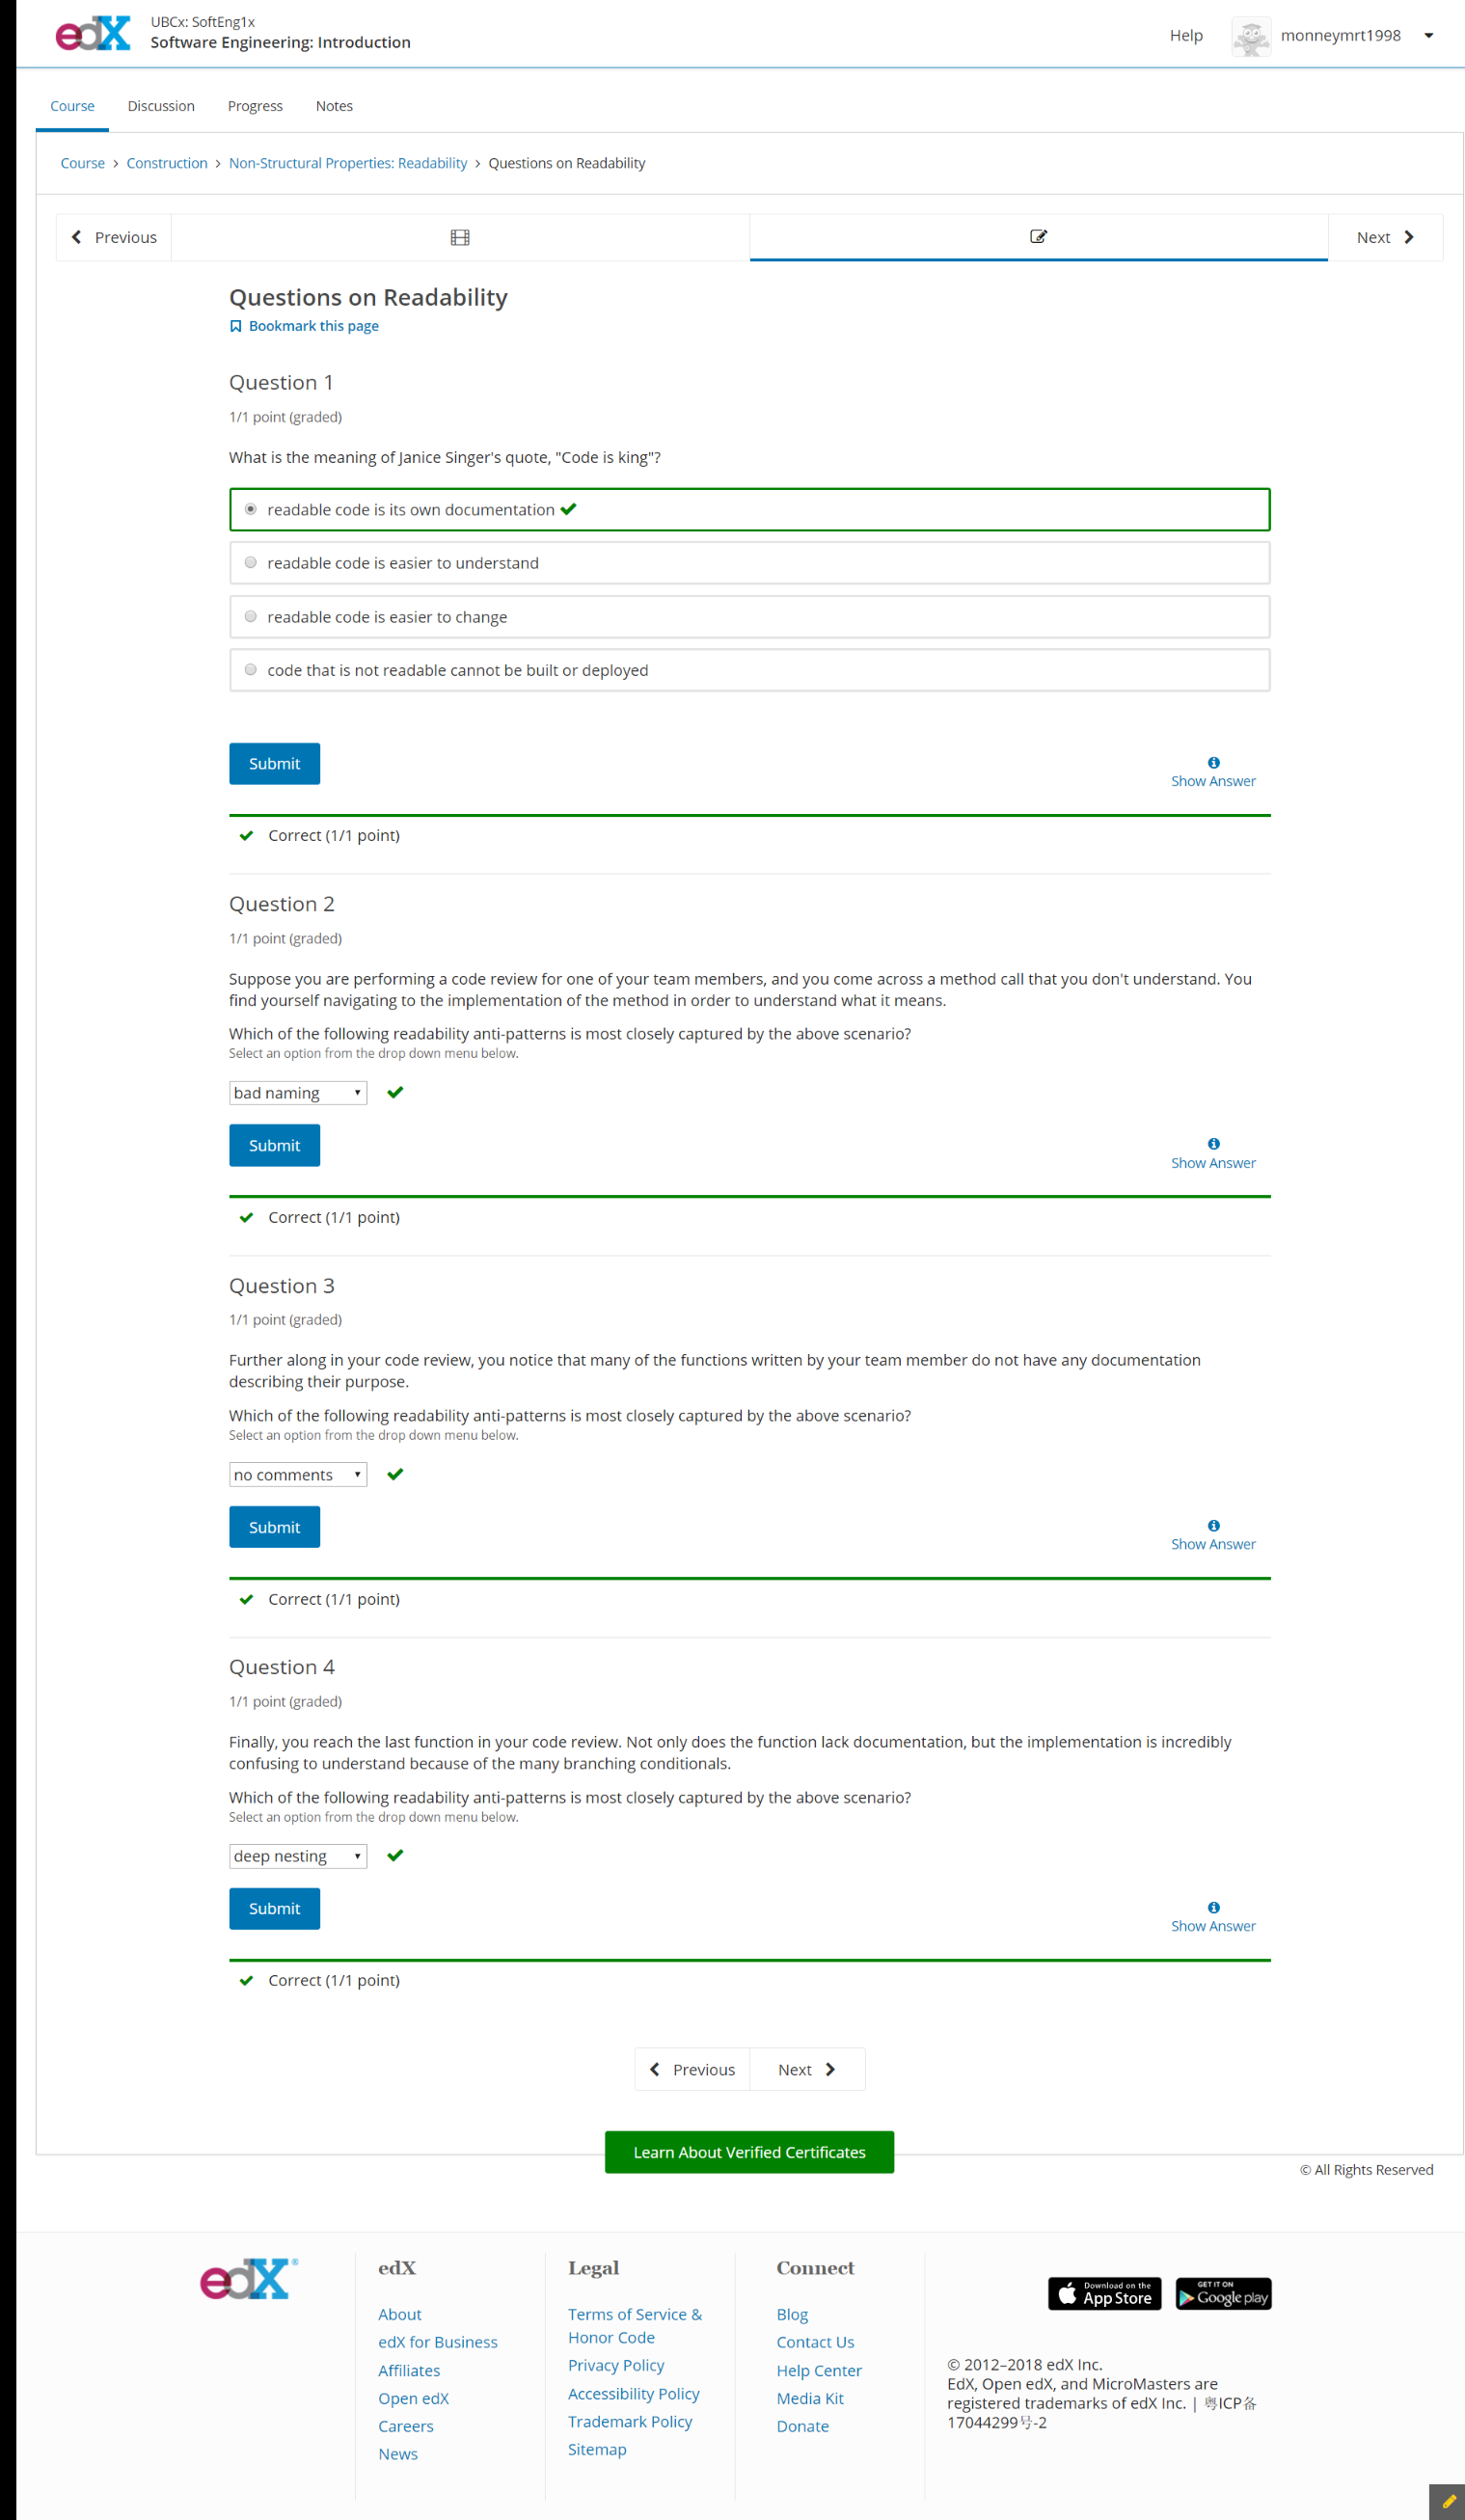 edX
UBCx: SoftEng1x
Software Engineering: Introduction
Help
monneymrt1998
Course
Discussion
Progress
Notes
Course > Construction > Non-Structural Properties: Readability > Questions on Readability
Previous
Next
Questions on Readability
Bookmark this page
Question 1
1/1 point (graded)
What is the meaning of Janice Singer's quote, "Code is king"?
readable code is its own documentation
readable code is easier to understand
readable code is easier to change
code that is not readable cannot be built or deployed
Submit
Show Answer
Correct (1/1 point)
Question 2
1/1 point (graded)
Suppose you are performing a code review for one of your team members, and you come across a method call that you don't understand. You
find yourself navigating to the implementation of the method in order to understand what it means.
Which of the following readability anti-patterns is most closely captured by the above scenario?
Select an option from the drop down menu below.
bad naming
Submit
Show Answer
Correct (1/1 point)
Question 3
1/1 point (graded)
Further along in your code review, you notice that many of the functions written by your team member do not have any documentation
describing their purpose.
Which of the following readability anti-patterns is most closely captured by the above scenario?
Select an option from the drop down menu below.
no comments
Submit
Show Answer
Correct (1/1 point)
Question 4
1/1 point (graded)
Finally, you reach the last function in your code review. Not only does the function lack documentation, but the implementation is incredibly
confusing to understand because of the many branching conditionals.
Which of the following readability anti-patterns is most closely captured by the above scenario?
Select an option from the drop down menu below.
deep nesting
Submit
Show Answer
Correct (1/1 point)
Previous
Next
Learn About Verified Certificates
© All Rights Reserved
edX®
edX
About
edX for Business
Affiliates
Open edX
Careers
News
Legal
Terms of Service &
Honor Code
Privacy Policy
Accessibility Policy
Trademark Policy
Sitemap
Connect
Blog
Contact Us
Help Center
Media Kit
Donate
Download on the
App Store
GET IT ON
Google play
© 2012–2018 edX Inc.
EdX, Open edX, and MicroMasters are
registered trademarks of edX Inc. | 粤ICP备
17044299号-2